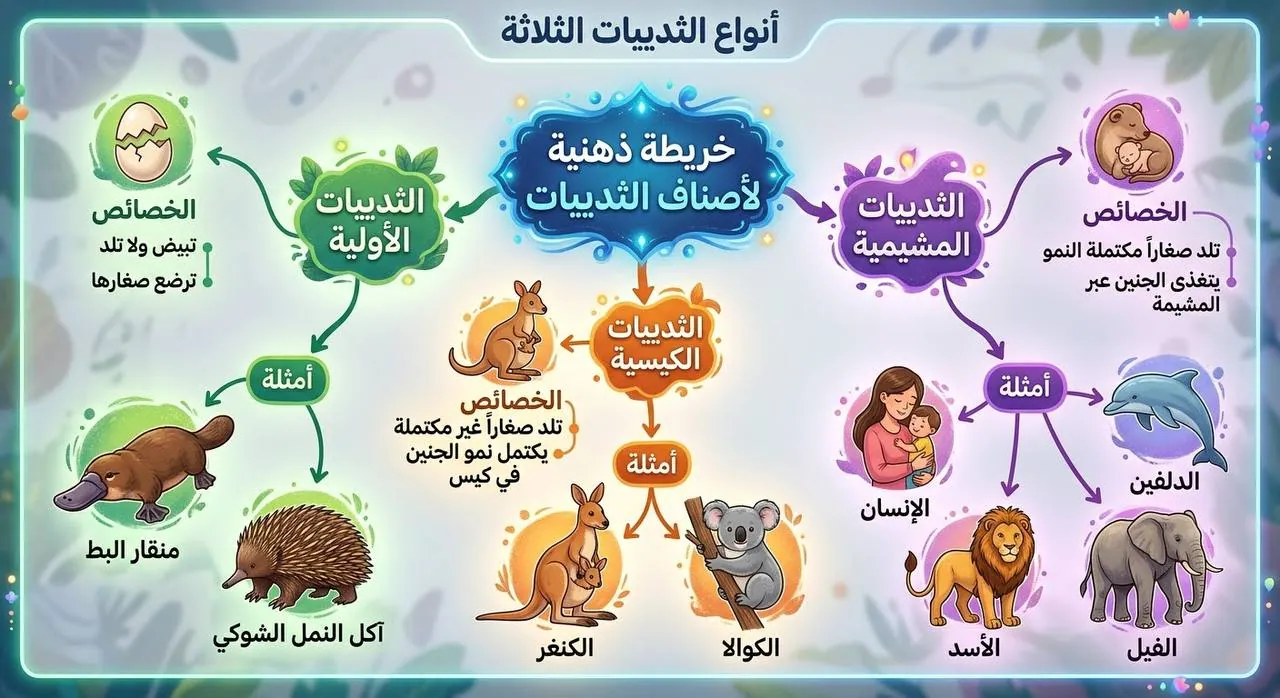 أنواع الثدييات الثلاثة
خريطة ذهنية
لأصناف الثدييات
الثدييات
المشيمية
الخصائص
تلد صغاراً مكتملة النمو
يتغذى الجنين عبر
المشيمة
أمثلة
الدلفين
الإنسان
الأسد
الفيل
الثدييات
الكيسية
الخصائص
تلد صغاراً غير مكتملة
يكتمل نمو الجنين
في كيس
أمثلة
الكوالا
الكنغر
الثدييات
الأولية
الخصائص
تبيض ولا تلد
ترضع صغارها
أمثلة
منقار البط
آكل النمل الشوكي